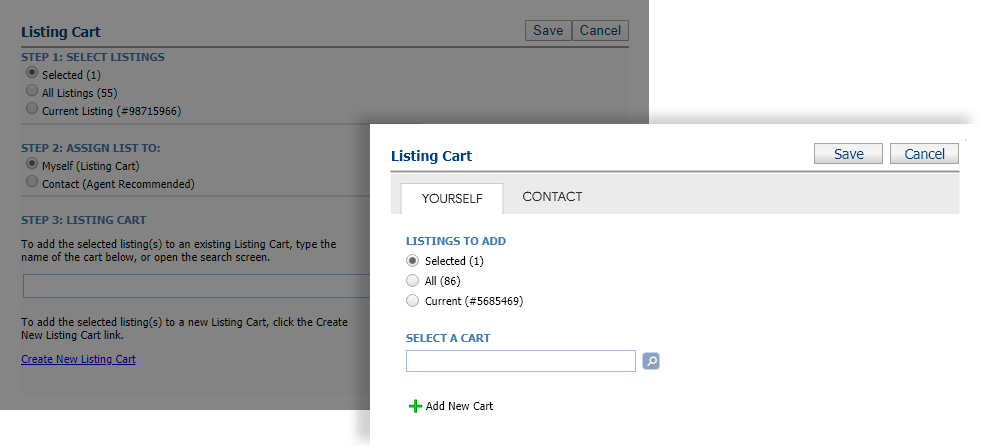 Listing Cart
Save
Cancel
STEP 1: SELECT LISTINGS
Selected (1)
All Listings (55)
Current Listing (#98715966)
STEP 2: ASSIGN LIST TO:
Myself (Listing Cart)
Contact (Agent Recommended)
STEP 3: LISTING CART
To add the selected listing(s) to an existing Listing Cart, type the
name of the cart below, or open the search screen.
To add the selected listing(s) to a new Listing Cart, click the Create
New Listing Cart link.
Create New Listing Cart
Listing Cart
Save
Cancel
YOURSELF
CONTACT
LISTINGS TO ADD
Selected (1)
All (86)
Current (#5685469)
SELECT A CART
Add New Cart